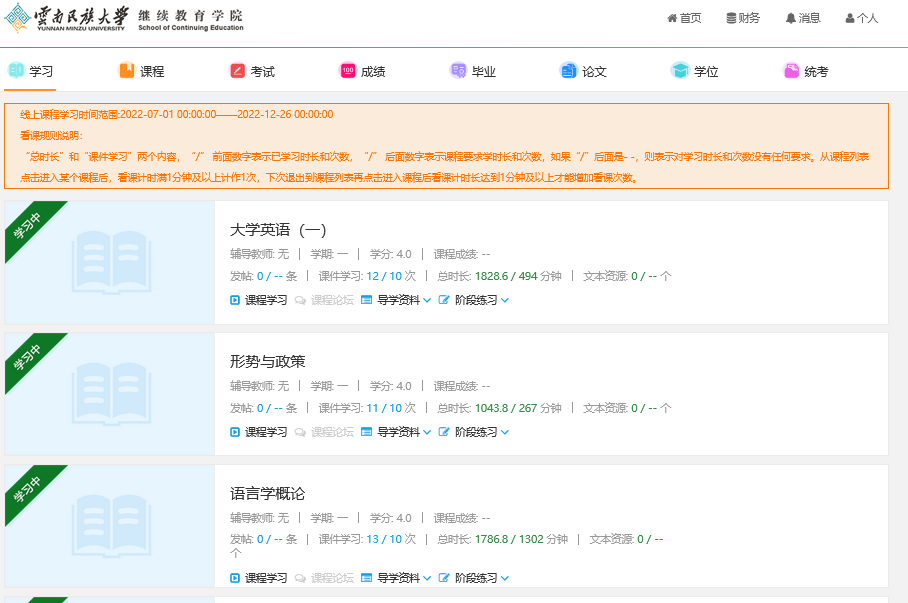 雲南民族大學 继续教育学院
YUNNAN MINZU UNIVERSITY School of Continuing Education
首页 财务 消息 个人
学习 课程 考试 100 成绩 毕业 论文 学位 统考
线上课程学习时间范围:2022-07-01 00:00:00——2022-12-26 00:00:00
看课规则说明:
“总时长”和“课件学习”两个内容，“/” 前面数字表示已学习时长和次数，“/” 后面数字表示课程要求学时长和次数，如果“/”后面是- -，则表示对学习时长和次数没有任何要求。从课程列表
点击进入某个课程后，看课计时满1分钟及以上计作1次，下次退出到课程列表再点击进入课程后看课计时长达到1分钟及以上才能增加看课次数。
学习中
大学英语（一）
辅导教师: 无 | 学期: 一 | 学分: 4.0 | 课程成绩: --
发帖: 0 / -- 条 | 课件学习: 12 / 10 次 | 总时长: 1828.6 / 494 分钟 | 文本资源: 0 / -- 个
课程学习 课程论坛 导学资料 阶段练习
学习中
形势与政策
辅导教师: 无 | 学期: 一 | 学分: 4.0 | 课程成绩: --
发帖: 0 / -- 条 | 课件学习: 11 / 10 次 | 总时长: 1043.8 / 267 分钟 | 文本资源: 0 / -- 个
课程学习 课程论坛 导学资料 阶段练习
学习中
语言学概论
辅导教师: 无 | 学期: 一 | 学分: 4.0 | 课程成绩: --
发帖: 0 / -- 条 | 课件学习: 13 / 10 次 | 总时长: 1786.8 / 1302 分钟 | 文本资源: 0 / --
个
课程学习 课程论坛 导学资料 阶段练习